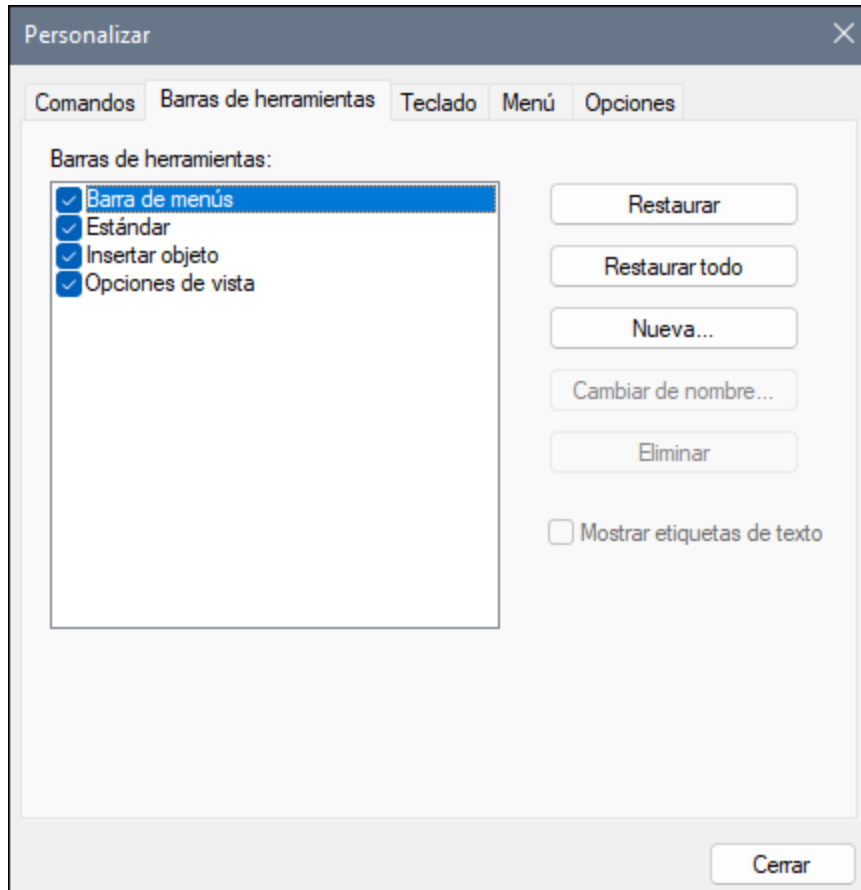 Personalizar
Comandos
Barras de herramientas
Teclado
Menú
Opciones
Barras de herramientas:
Barra de menús
Estándar
Insertar objeto
Opciones de vista
Restaurar
Restaurar todo
Nueva...
Cambiar de nombre...
Eliminar
Mostrar etiquetas de texto
Cerrar